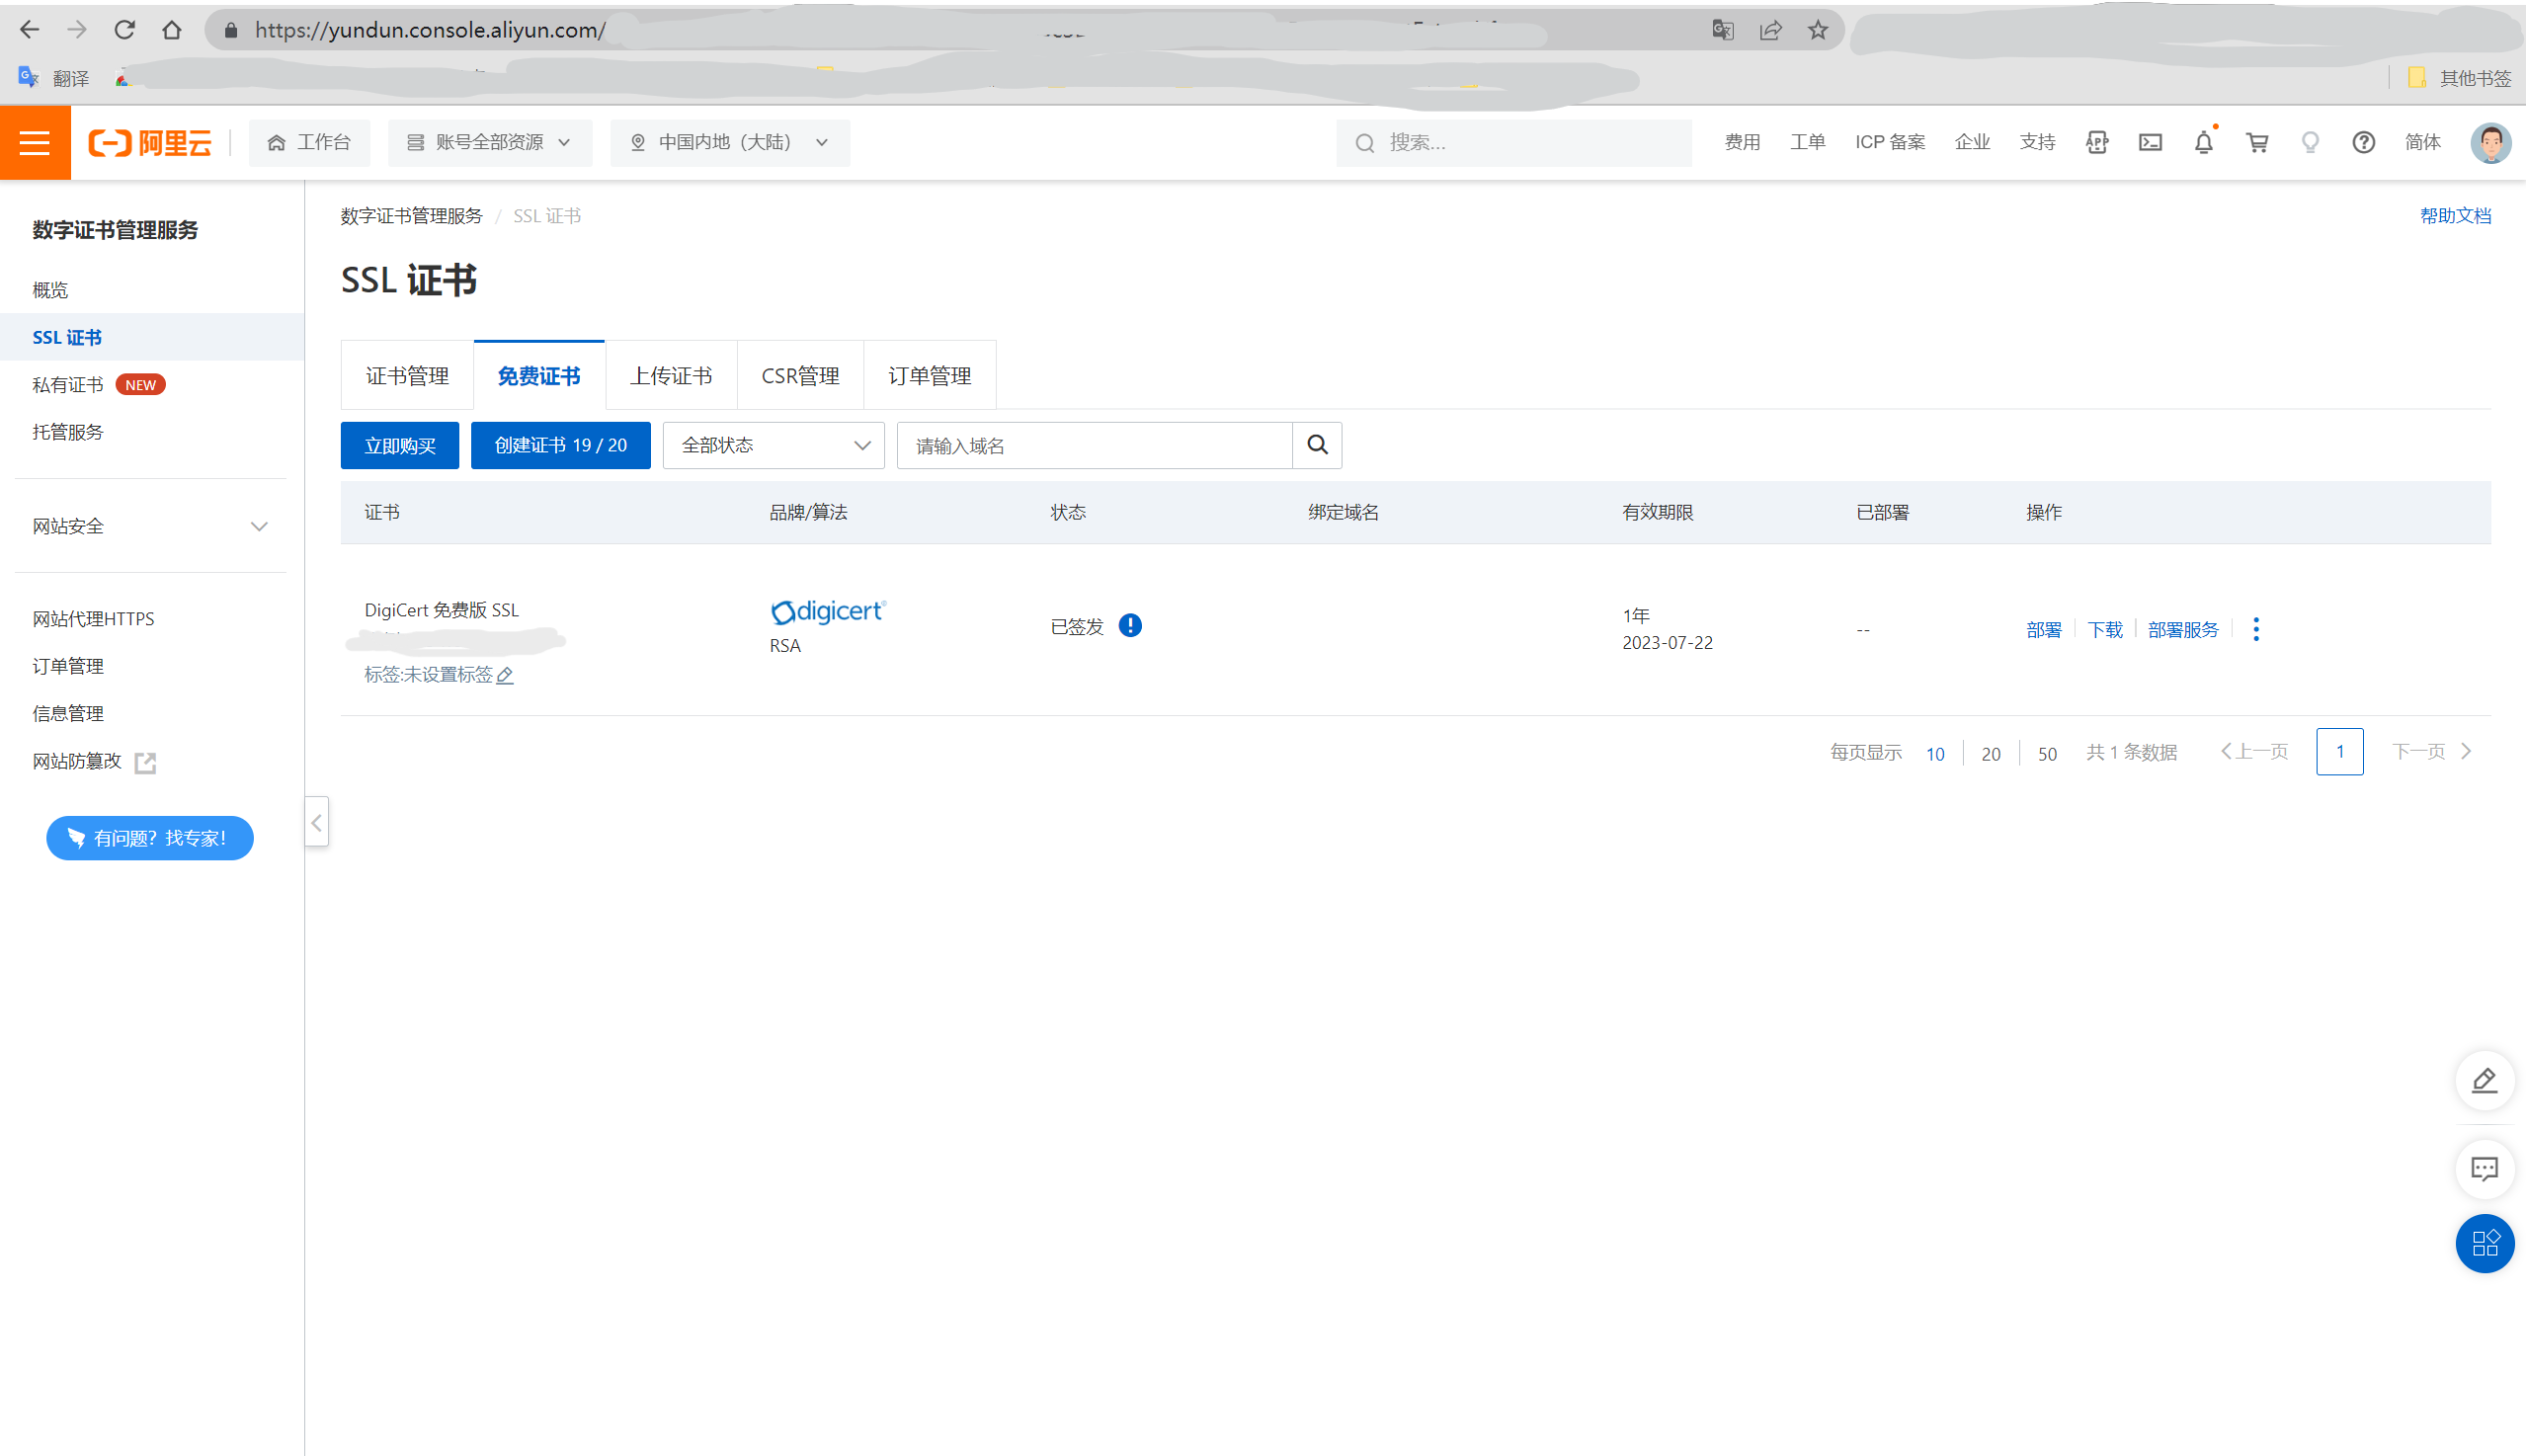 https://yundun.console.aliyun.com/
翻译
其他书签
阿里云
工作台
账号全部资源
中国内地（大陆）
搜索...
费用
工单
ICP 备案
企业
支持
APP
简体
数字证书管理服务
概览
SSL 证书
私有证书 NEW
托管服务
网站安全
网站代理HTTPS
订单管理
信息管理
网站防篡改
有问题？找专家！
数字证书管理服务 / SSL 证书
帮助文档
SSL 证书
证书管理
免费证书
上传证书
CSR管理
订单管理
立即购买
创建证书 19 / 20
全部状态
请输入域名
证书 品牌/算法 状态 绑定域名 有效期限 已部署 操作
DigiCert 免费版 SSL
标签:未设置标签
digicert®
RSA
已签发
1年
2023-07-22
--
部署 下载 部署服务
每页显示 10 20 50 共 1 条数据 上一页 1 下一页